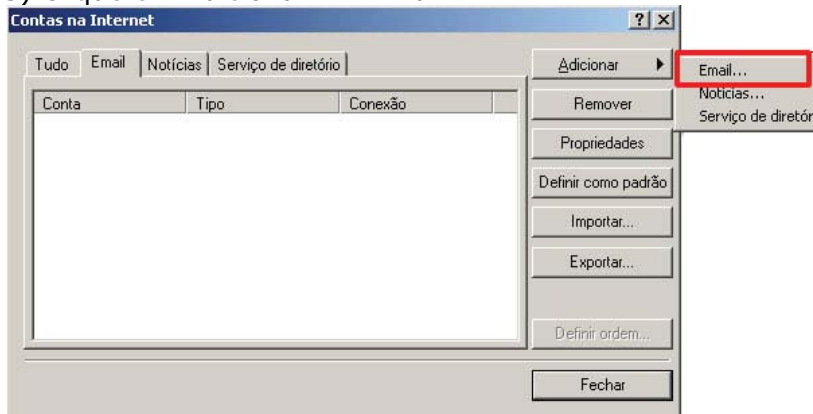 Contas na Internet
Tudo Email Notícias Serviço de diretório
Conta Tipo Conexão
Adicionar
Remover
Propriedades
Definir como padrão
Importar...
Exportar...
Definir ordem...
Fechar
Email...
Notícias...
Serviço de diretór